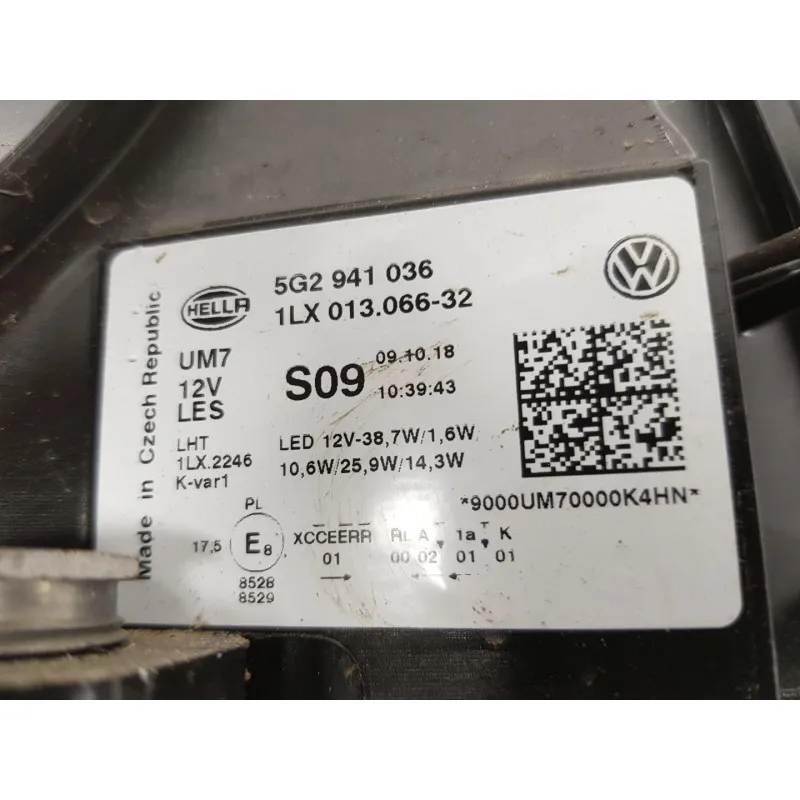 Made in Czech Republic
HELLA
5G2 941 036
1LX 013.066-32
UM7
12V
LES
S09
09.10.18
10:39:43
LHT
1LX.2246
K-var1
LED 12V-38,7W/1,6W
10,6W/25,9W/14,3W
*9000UM70000K4HN*
PL
17,5 E8 XCCEERR RL A 1a K
01 00 02 01 01
8528
8529